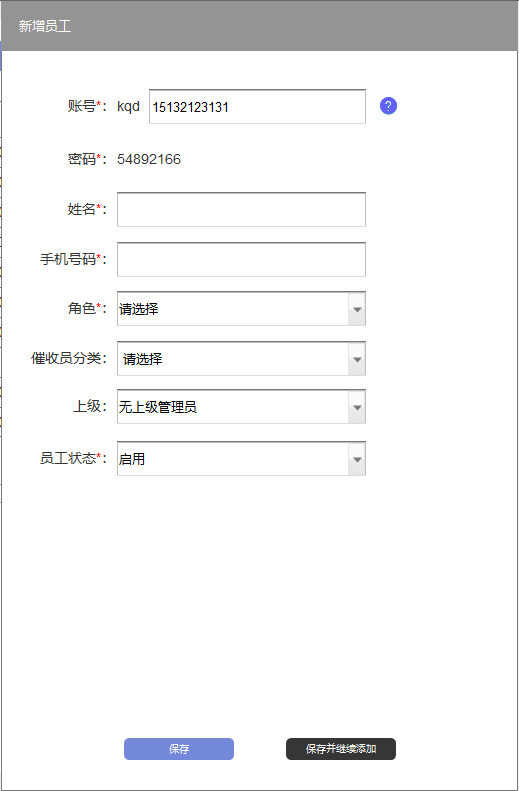 新增员工
账号*： kqd 15132123131 ?
密码*： 54892166
姓名*：
手机号码*：
角色*： 请选择
催收员分类： 请选择
上级： 无上级管理员
员工状态*： 启用
保存 保存并继续添加